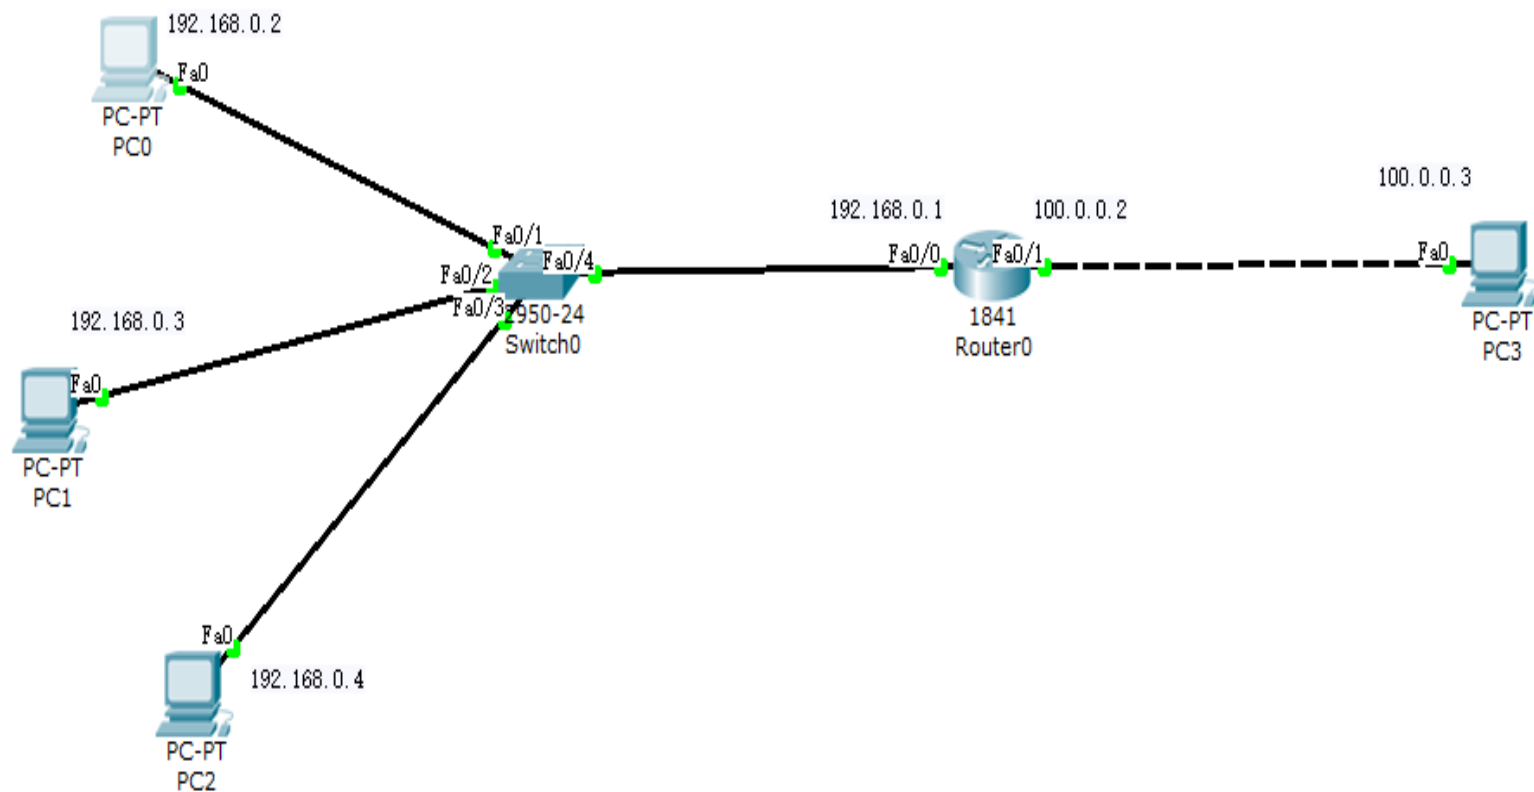 192.168.0.2
Fa0
PC-PT
PC0
100.0.0.3
192.168.0.1
100.0.0.2
Fa0/1
Fa0/4
Fa0/2
Fa0/3
2950-24
Switch0
Fa0/0
Fa0/1
1841
Router0
Fa0
PC-PT
PC3
192.168.0.3
Fa0
PC-PT
PC1
Fa0
192.168.0.4
PC-PT
PC2